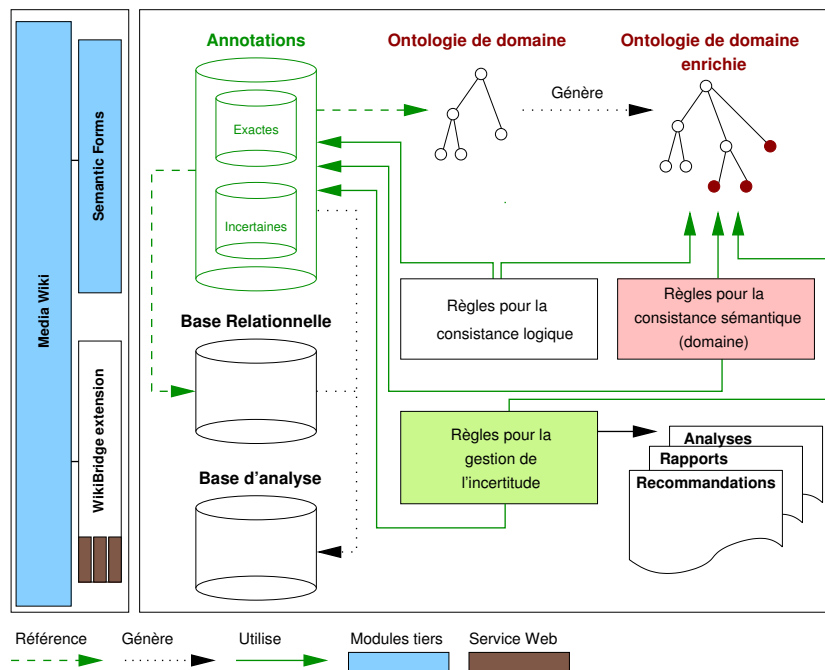 Media Wiki
Semantic Forms
WikiBridge extension
Annotations
Exactes
Incertaines
Base Relationnelle
Base d'analyse
Ontologie de domaine
Génère
Ontologie de domaine
enrichie
Règles pour la
consistance logique
Règles pour la
consistance sémantique
(domaine)
Règles pour la
gestion de
l'incertitude
Analyses
Rapports
Recommandations
Référence
Génère
Utilise
Modules tiers
Service Web